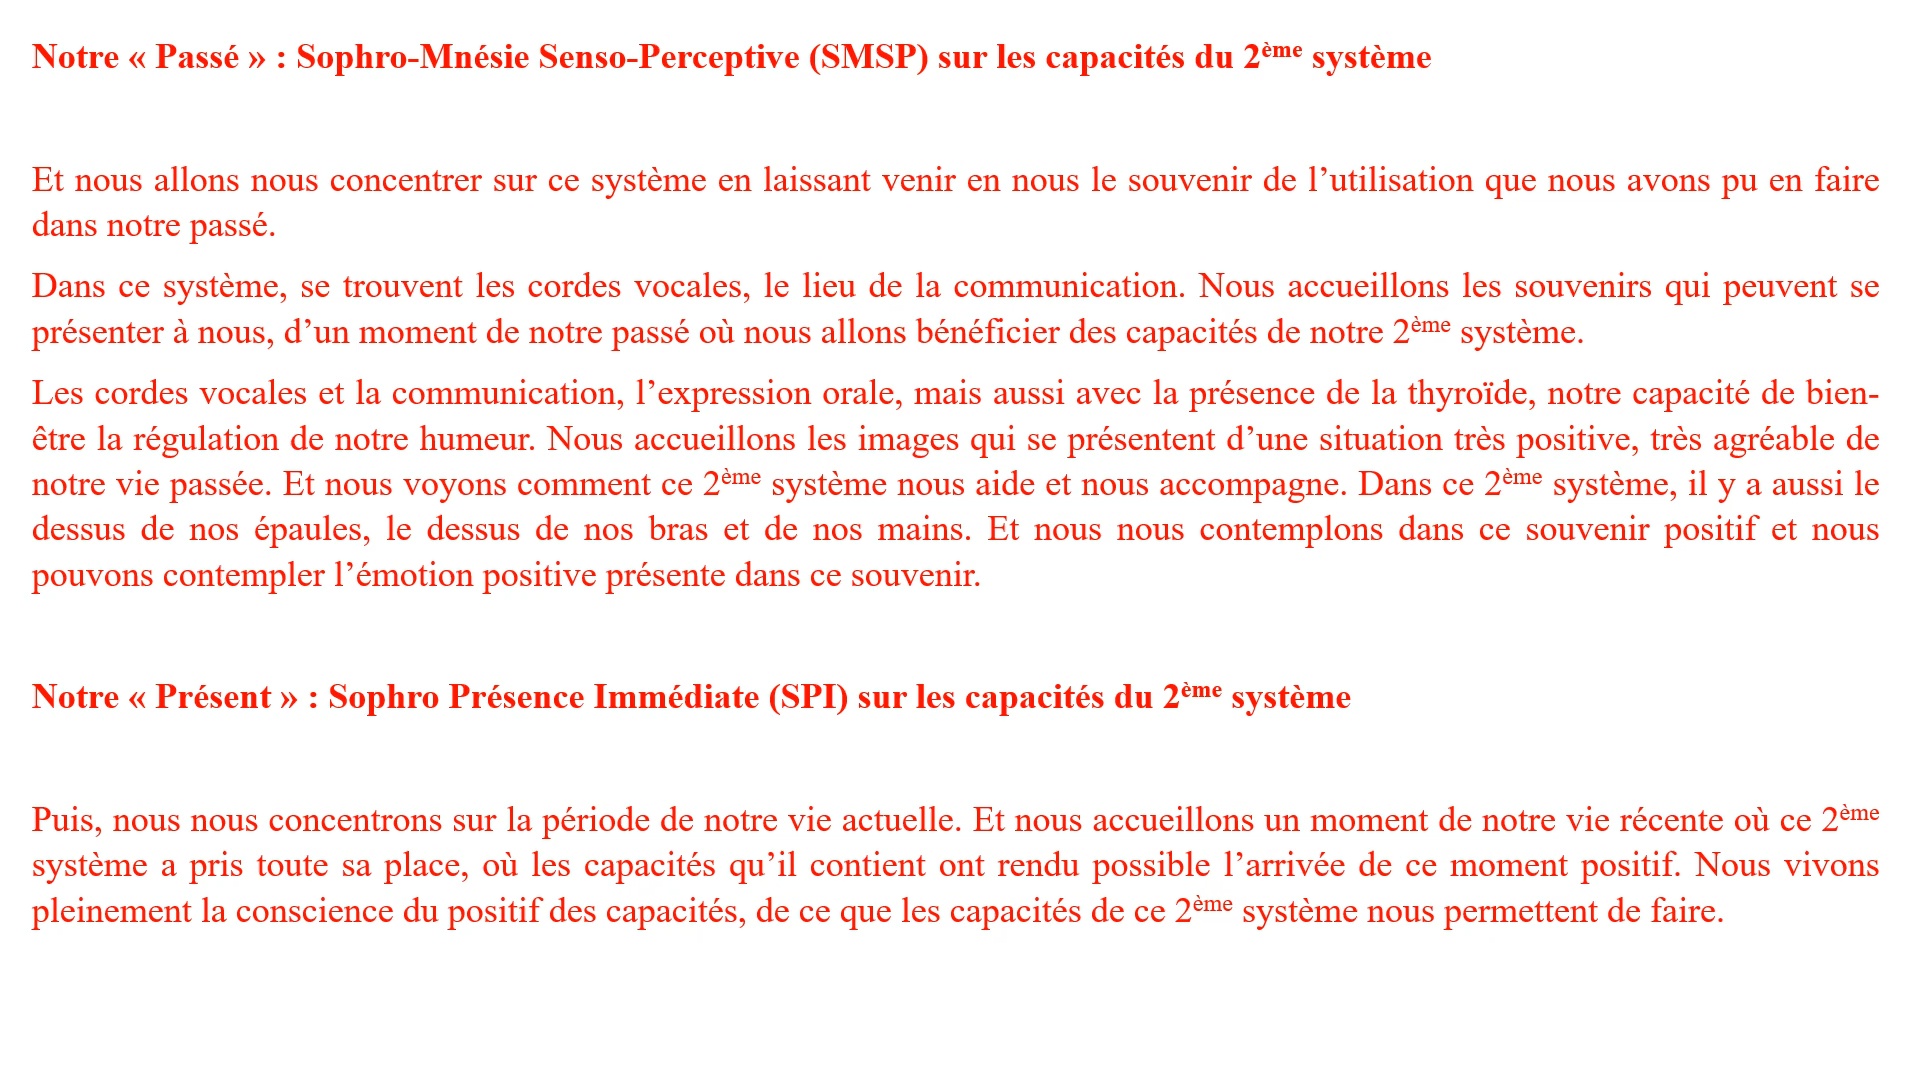 Notre « Passé » : Sophro-Mnésie Senso-Perceptive (SMSP) sur les capacités du 2ème système
Et nous allons nous concentrer sur ce système en laissant venir en nous le souvenir de l’utilisation que nous avons pu en faire
dans notre passé.
Dans ce système, se trouvent les cordes vocales, le lieu de la communication. Nous accueillons les souvenirs qui peuvent se
présenter à nous, d’un moment de notre passé où nous allons bénéficier des capacités de notre 2ème système.
Les cordes vocales et la communication, l’expression orale, mais aussi avec la présence de la thyroïde, notre capacité de bien-
être la régulation de notre humeur. Nous accueillons les images qui se présentent d’une situation très positive, très agréable de
notre vie passée. Et nous voyons comment ce 2ème système nous aide et nous accompagne. Dans ce 2ème système, il y a aussi le
dessus de nos épaules, le dessus de nos bras et de nos mains. Et nous nous contemplons dans ce souvenir positif et nous
pouvons contempler l’émotion positive présente dans ce souvenir.
Notre « Présent » : Sophro Présence Immédiate (SPI) sur les capacités du 2ème système
Puis, nous nous concentrons sur la période de notre vie actuelle. Et nous accueillons un moment de notre vie récente où ce 2ème
système a pris toute sa place, où les capacités qu’il contient ont rendu possible l’arrivée de ce moment positif. Nous vivons
pleinement la conscience du positif des capacités, de ce que les capacités de ce 2ème système nous permettent de faire.